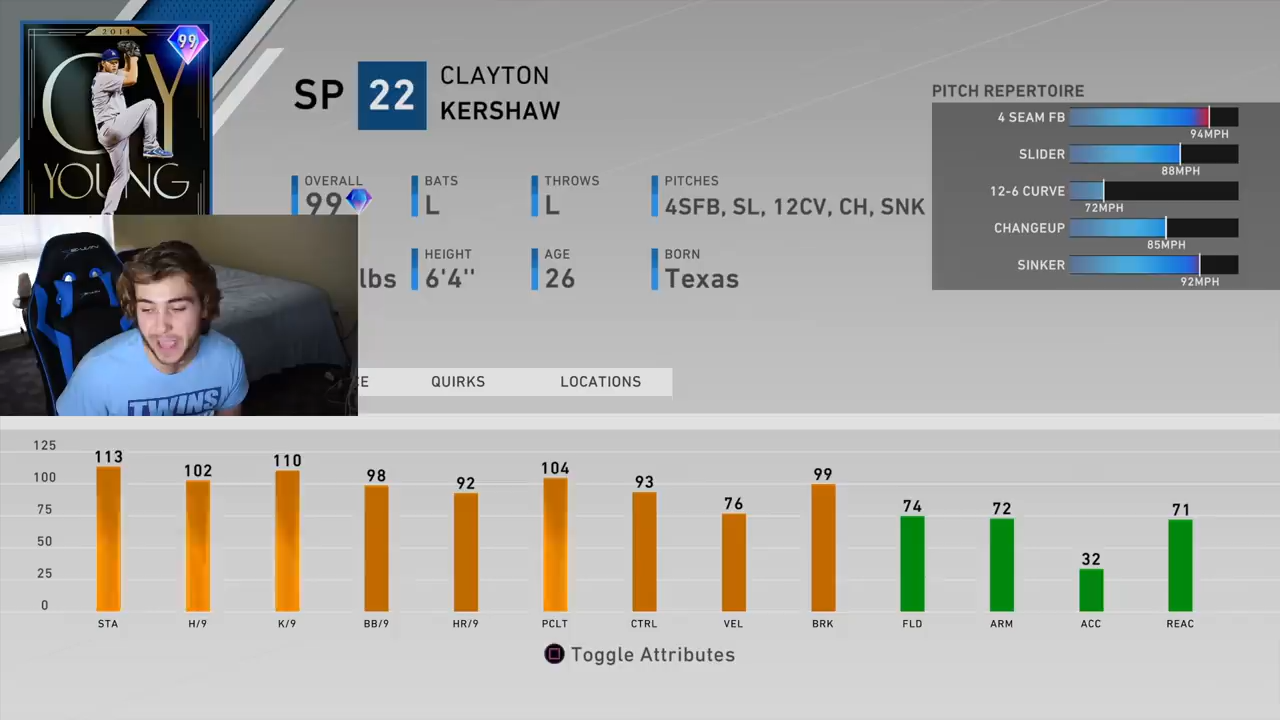 2014
99
CY
YOUNG
SP 22 CLAYTON
KERSHAW
OVERALL
99
BATS
L
THROWS
L
PITCHES
4SFB, SL, 12CV, CH, SNK
lbs
HEIGHT
6'4"
AGE
26
BORN
Texas
PITCH REPERTOIRE
4 SEAM FB
94MPH
SLIDER
88MPH
12-6 CURVE
72MPH
CHANGEUP
85MPH
SINKER
92MPH
TWINS
CE QUIRKS LOCATIONS
125
100
75
50
25
0
113 102 110 98 92 104 93 76 99 74 72 32 71
STA H/9 K/9 BB/9 HR/9 PCLT CTRL VEL BRK FLD ARM ACC REAC
Toggle Attributes